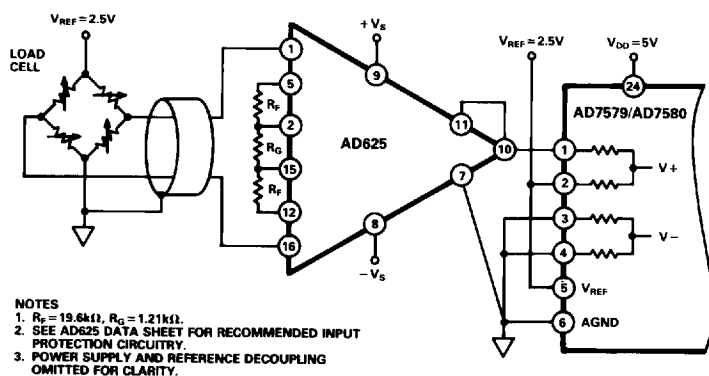 V_REF = 2.5V
LOAD
CELL
1
5
2
15
12
16
R_F
R_G
R_F
+V_S
9
AD625
11
10
7
8
−V_S
V_REF = 2.5V
V_DD = 5V
24
AD7579/AD7580
1
2
3
4
5
6
V+
V−
V_REF
AGND
NOTES
1. R_F = 19.6kΩ, R_G = 1.21kΩ.
2. SEE AD625 DATA SHEET FOR RECOMMENDED INPUT
PROTECTION CIRCUITRY.
3. POWER SUPPLY AND REFERENCE DECOUPLING
OMITTED FOR CLARITY.